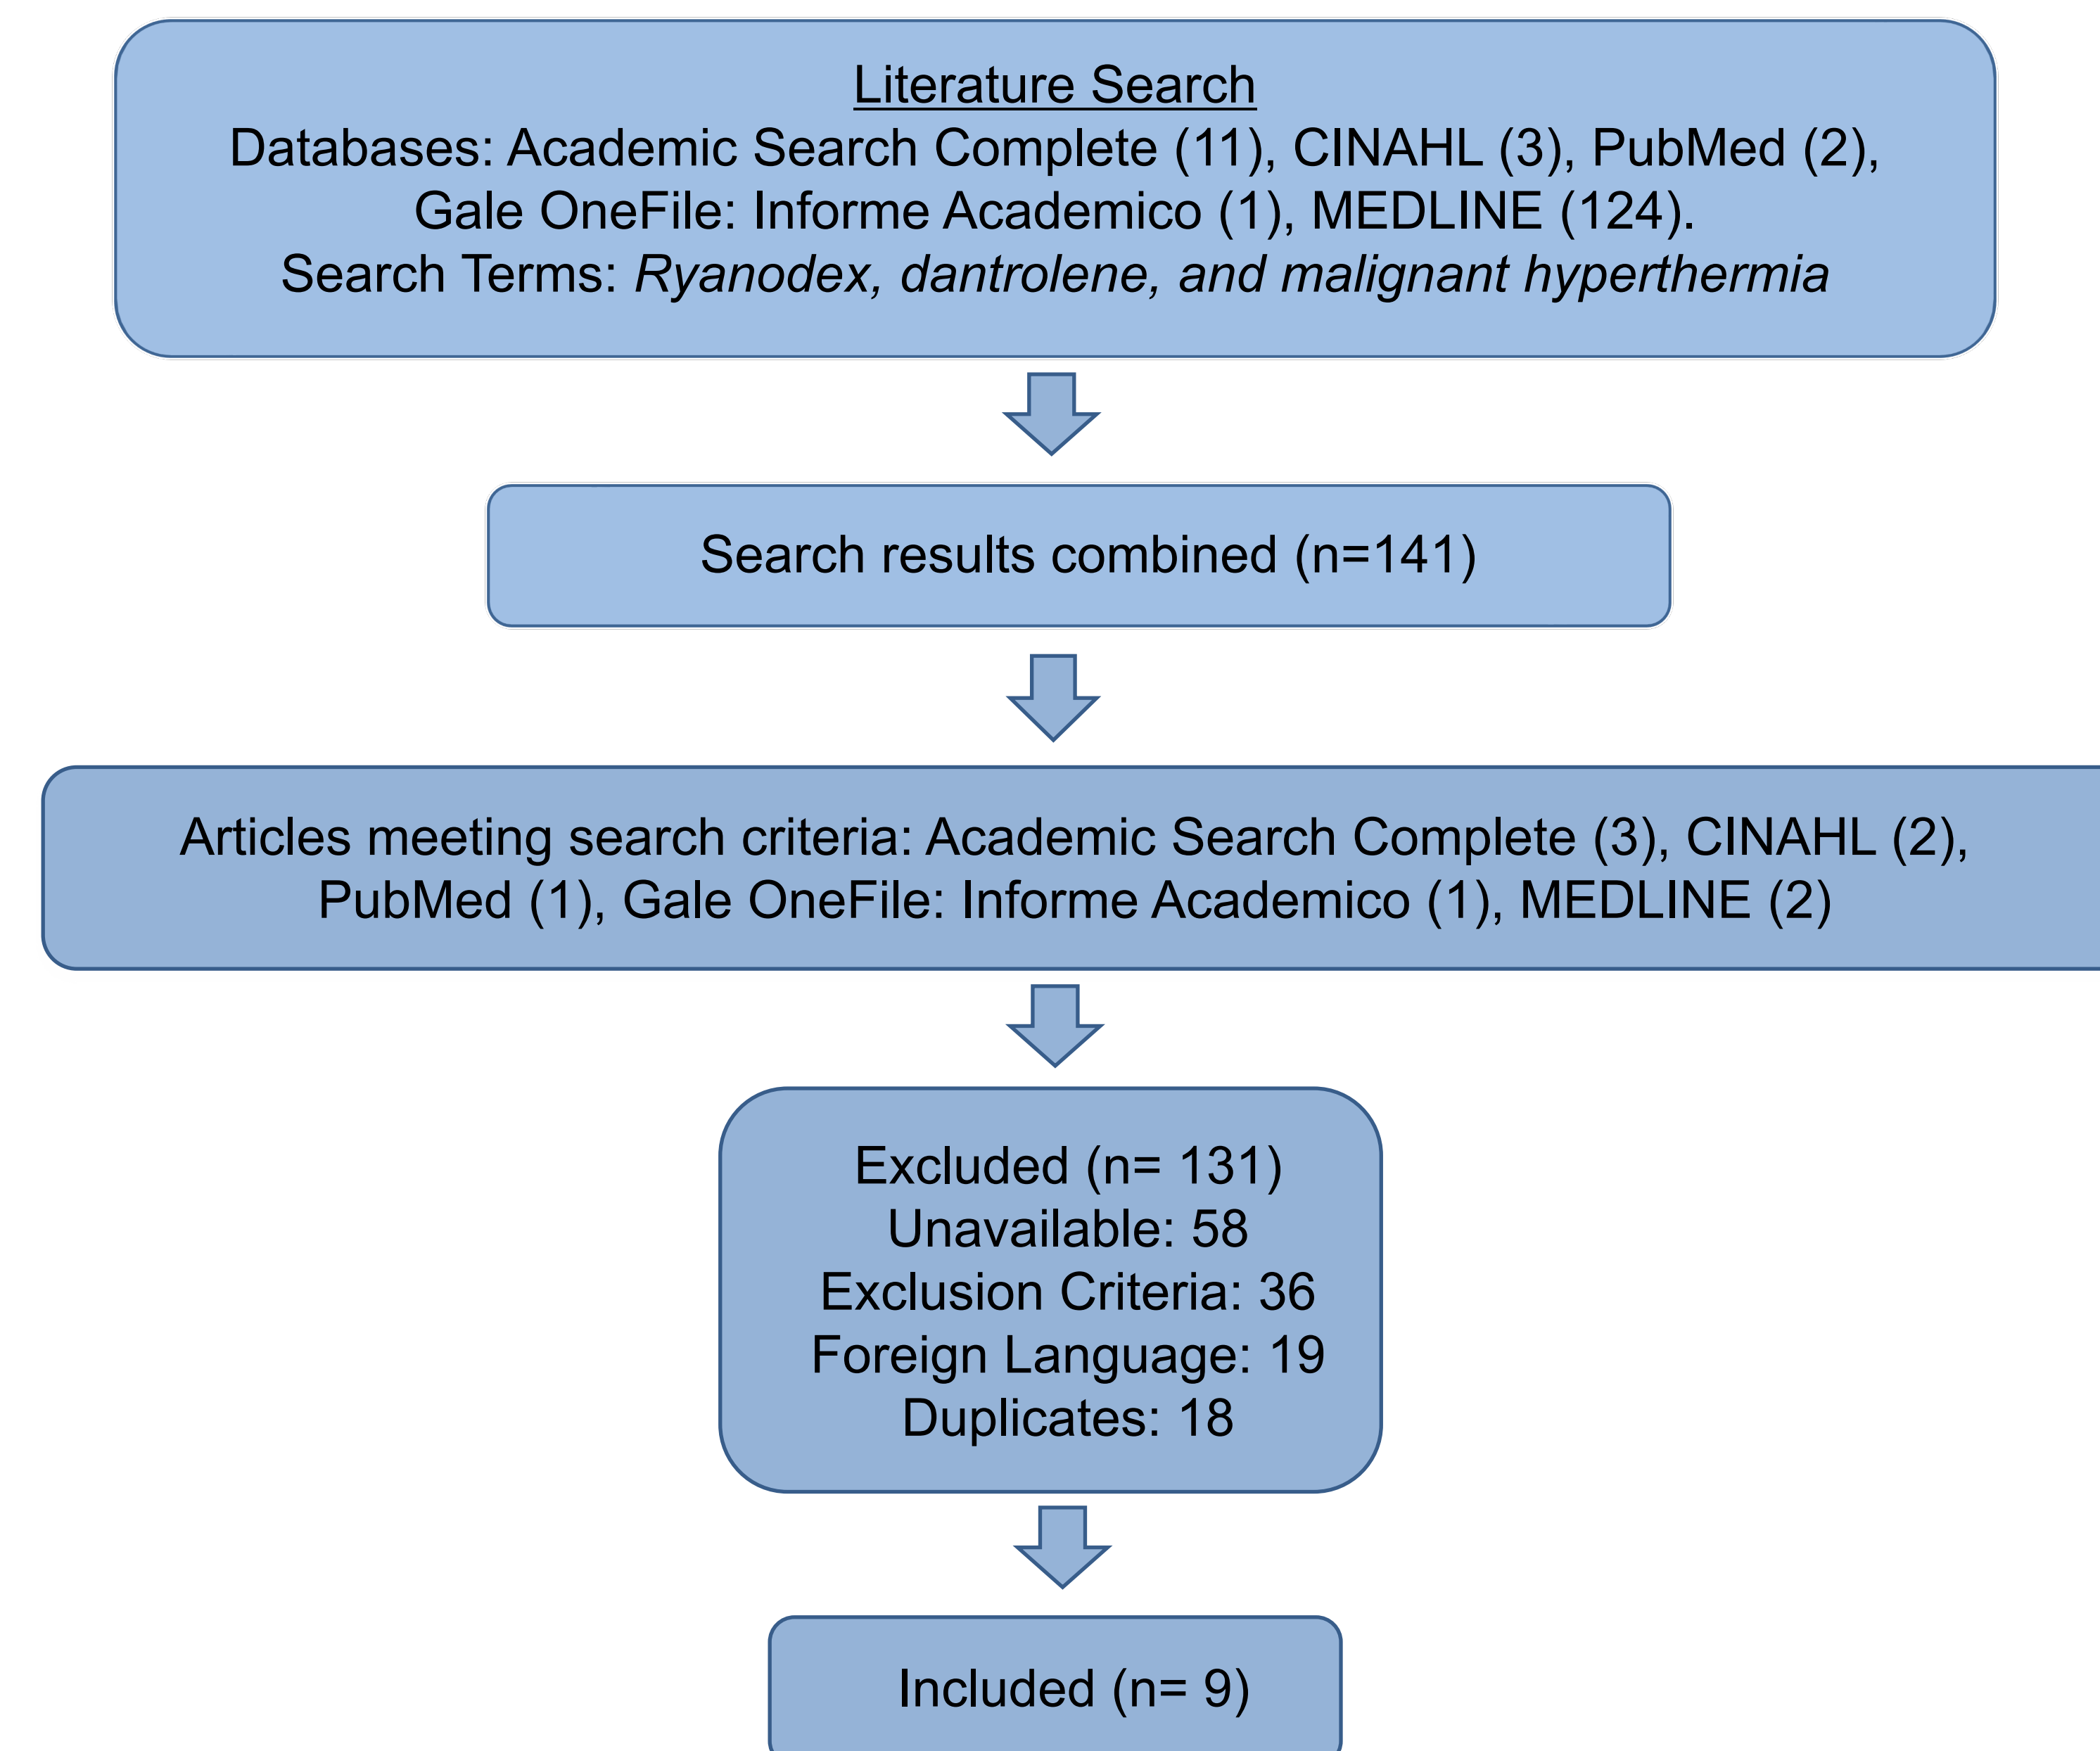 Literature Search
Databases: Academic Search Complete (11), CINAHL (3), PubMed (2),
Gale OneFile: Informe Academico (1), MEDLINE (124).
Search Terms: Ryanodex, dantrolene, and malignant hyperthermia
Search results combined (n=141)
Articles meeting search criteria: Academic Search Complete (3), CINAHL (2),
PubMed (1), Gale OneFile: Informe Academico (1), MEDLINE (2)
Excluded (n= 131)
Unavailable: 58
Exclusion Criteria: 36
Foreign Language: 19
Duplicates: 18
Included (n= 9)